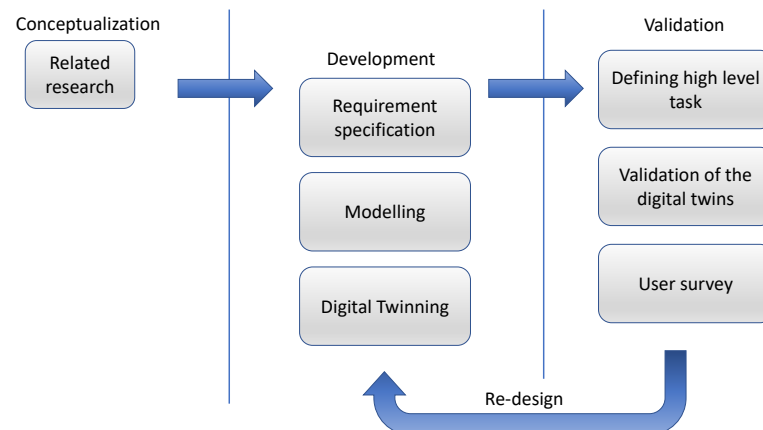 Conceptualization
Related
research
Development
Requirement
specification
Modelling
Digital Twinning
Validation
Defining high level
task
Validation of the
digital twins
User survey
Re-design